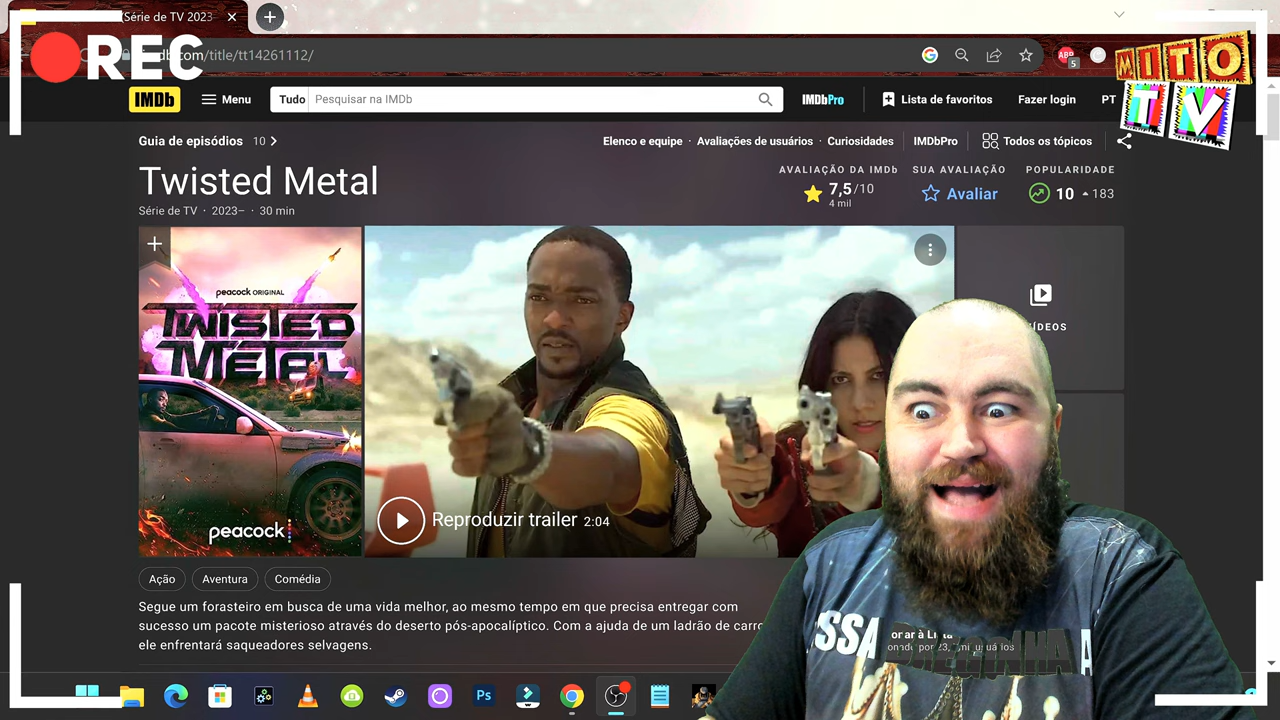 Série de TV 2023
REC
com/title/tt14261112/
ABP
5
MITO
TV
IMDb
Menu
Tudo
Pesquisar na IMDb
IMDbPro
Lista de favoritos
Fazer login
PT
Guia de episódios 10
Elenco e equipe · Avaliações de usuários · Curiosidades
IMDbPro
Todos os tópicos
Twisted Metal
Série de TV · 2023– · 30 min
AVALIAÇÃO DA IMDb
7,5/10
4 mil
SUA AVALIAÇÃO
Avaliar
POPULARIDADE
10
183
peacock ORIGINAL
TWISTED
METAL
peacock
Reproduzir trailer 2:04
VÍDEOS
Ação
Aventura
Comédia
Segue um forasteiro em busca de uma vida melhor, ao mesmo tempo em que precisa entregar com
sucesso um pacote misterioso através do deserto pós-apocalíptico. Com a ajuda de um ladrão de carro
ele enfrentará saqueadores selvagens.
Ps